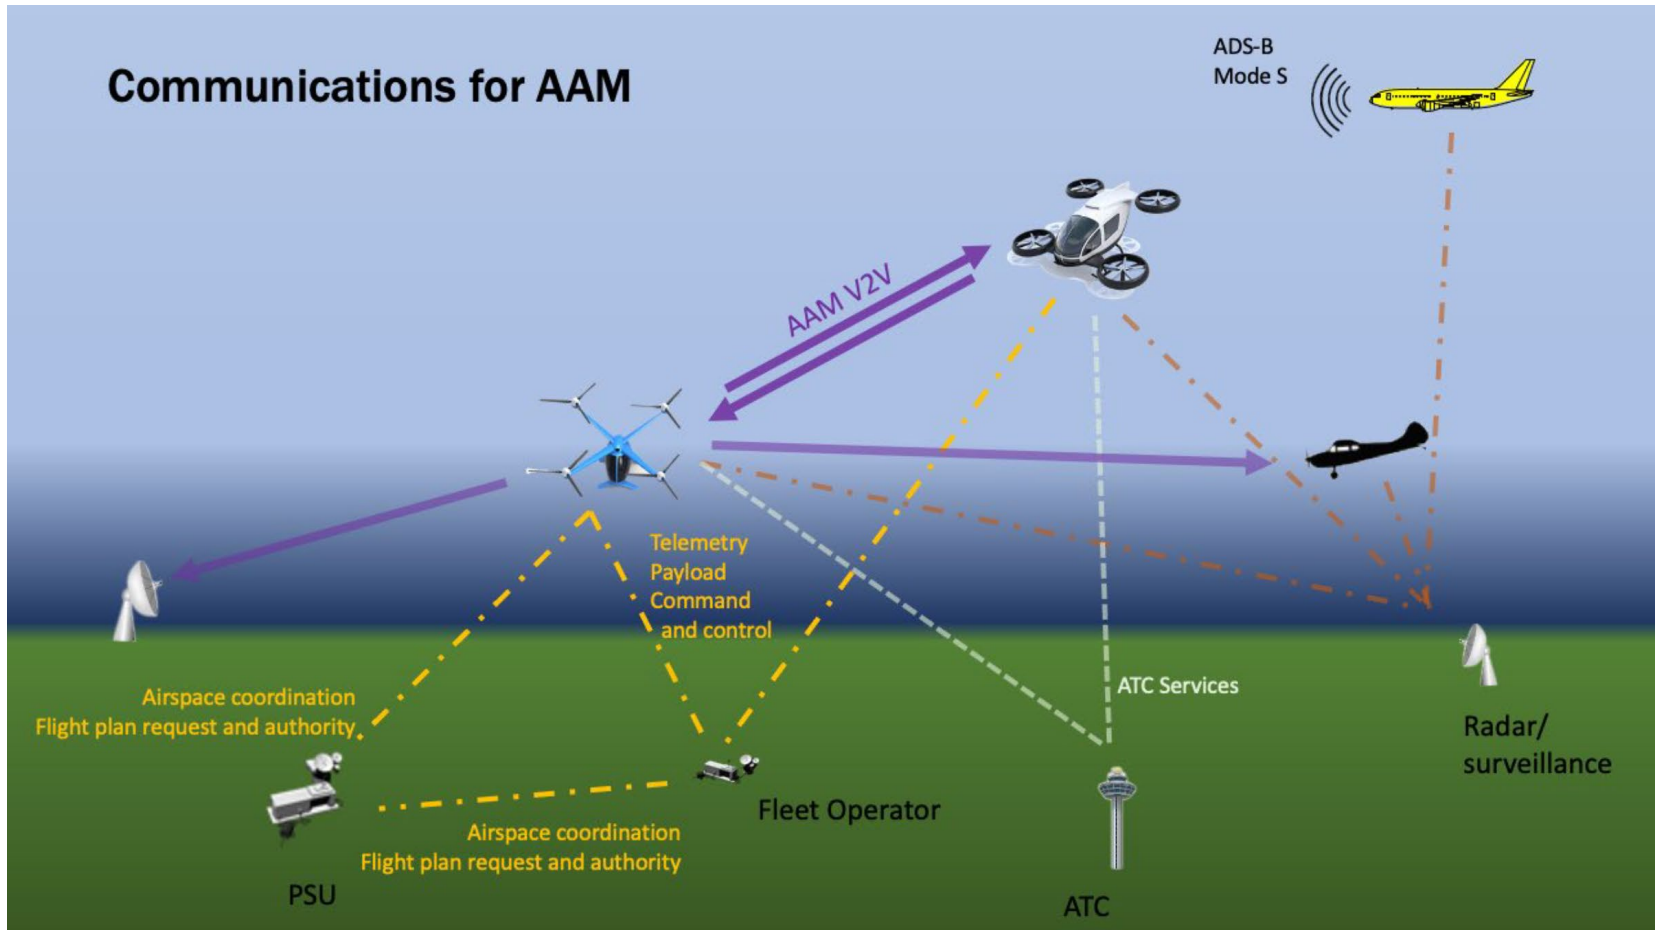 Communications for AAM
ADS-B
Mode S
AAM V2V
Telemetry
Payload
Command
and control
Airspace coordination
Flight plan request and authority
ATC Services
Radar/
surveillance
Fleet Operator
Airspace coordination
Flight plan request and authority
PSU
ATC